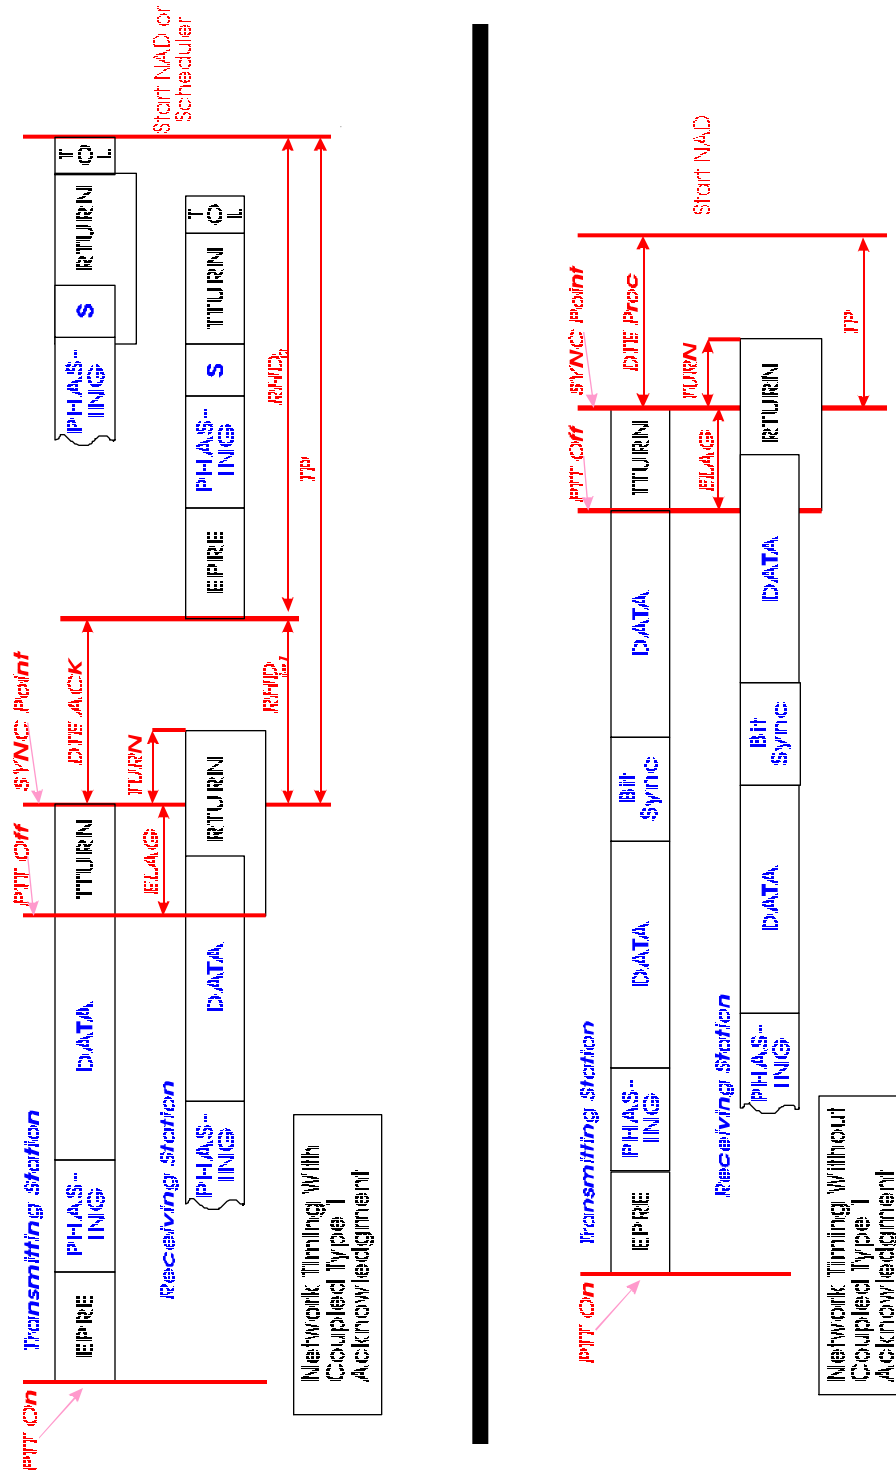 Start NAD or
Scheduler
SYNC Point
PTT Off
PTT On
Transmitting Station
EPRE
PHAS-
ING
DATA
TTURN
DTE ACK
PHAS-
ING
S
RTURN
TOL
ELAG
TURN
Receiving Station
PHAS-
ING
DATA
RTURN
EPRE
PHAS-
ING
S
TTURN
TOL
RHD
RHD
TP
Network Timing With
Coupled Type 1
Acknowledgment
Start NAD
SYNC Point
PTT Off
PTT On
Transmitting Station
EPRE
PHAS-
ING
DATA
Bit
Sync
DATA
TTURN
DTE Proc
ELAG
TURN
Receiving Station
PHAS-
ING
DATA
Bit
Sync
DATA
RTURN
TP
Network Timing Without
Coupled Type 1
Acknowledgment